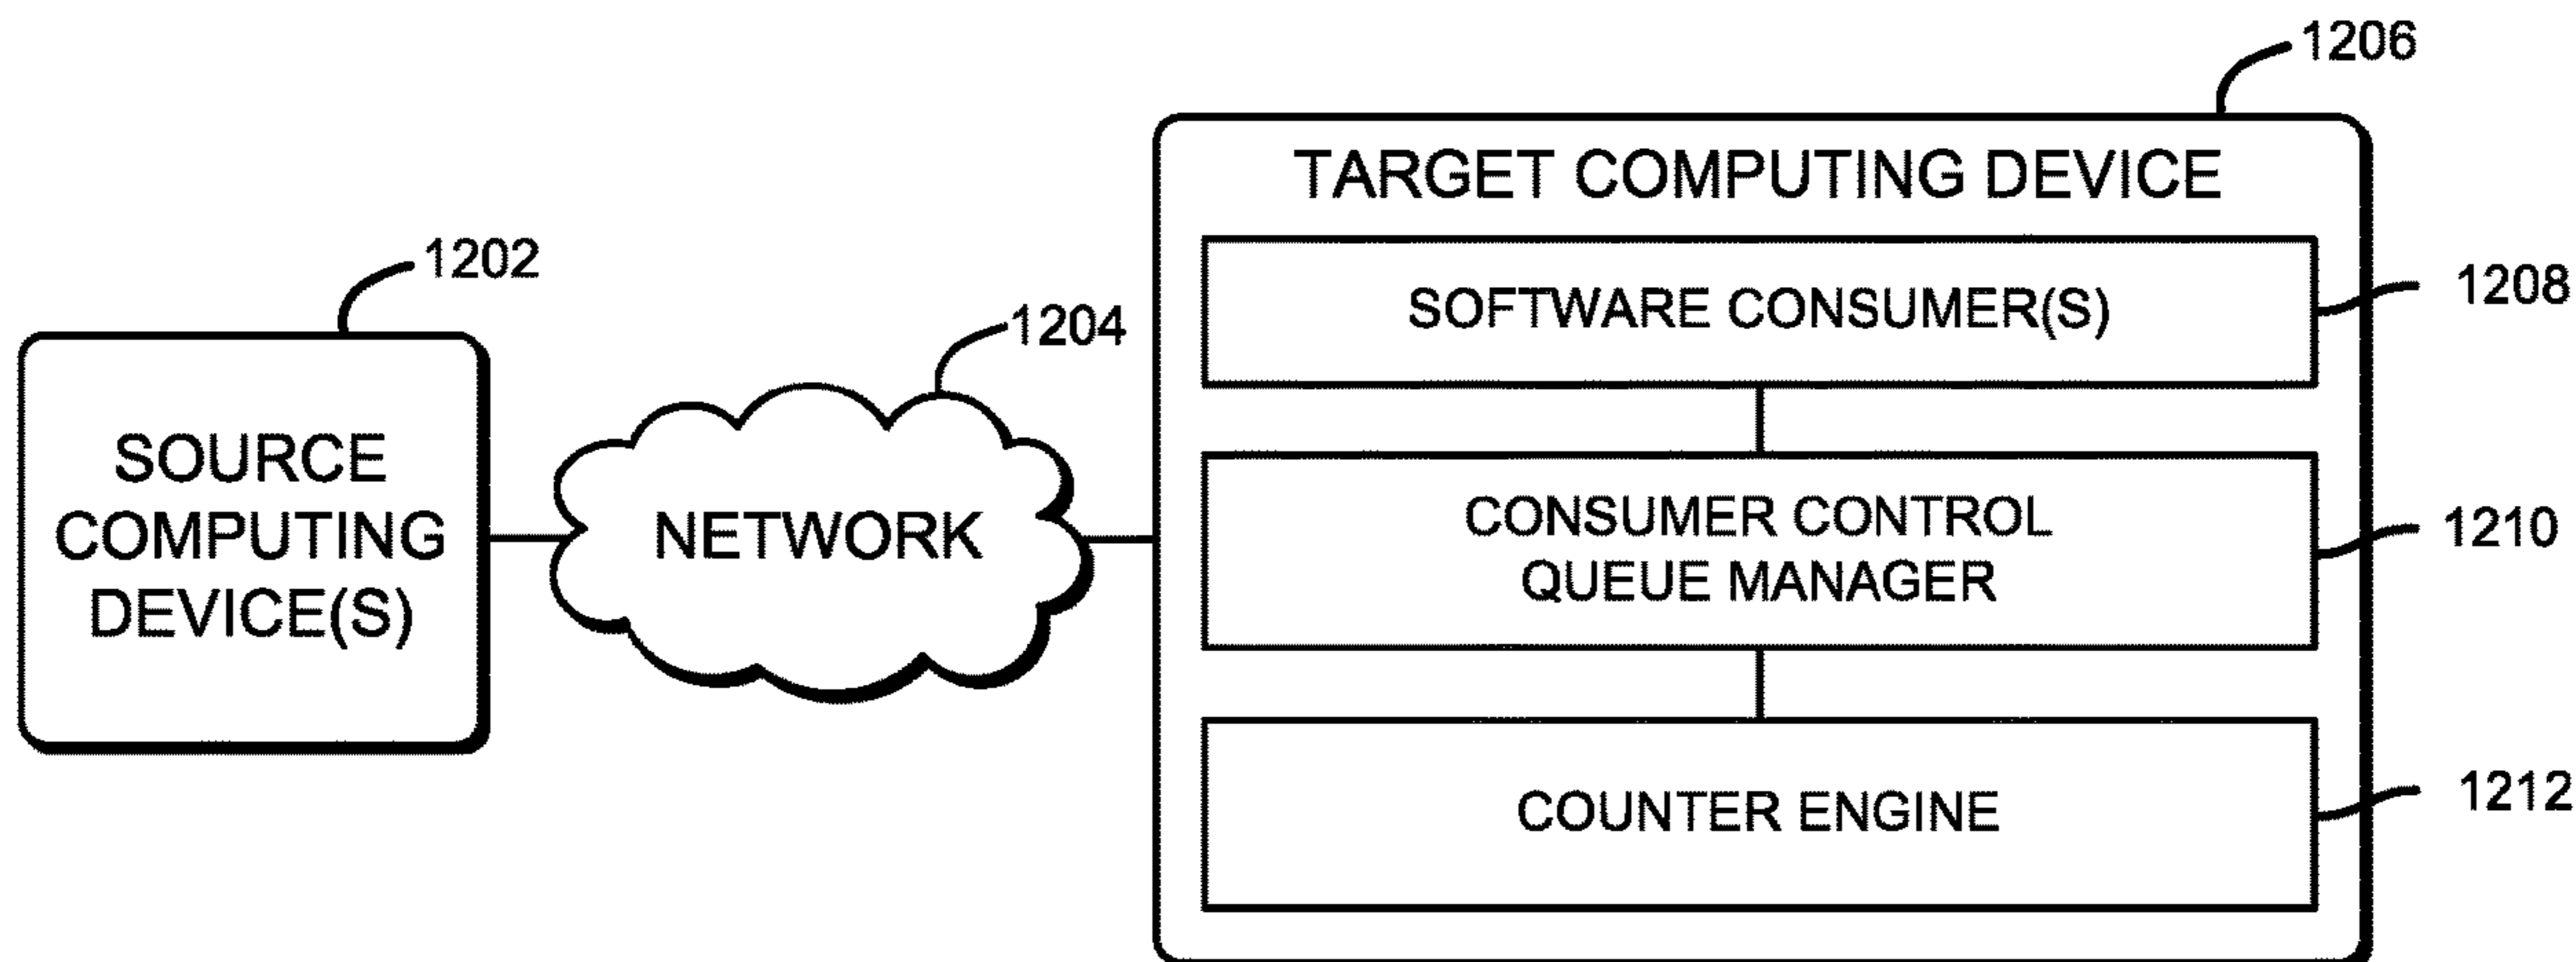 1206
TARGET COMPUTING DEVICE
1202
1208
SOFTWARE CONSUMER(S)
1204
SOURCE
COMPUTING
DEVICE(S)
NETWORK
CONSUMER CONTROL
QUEUE MANAGER
1210
COUNTER ENGINE
1212